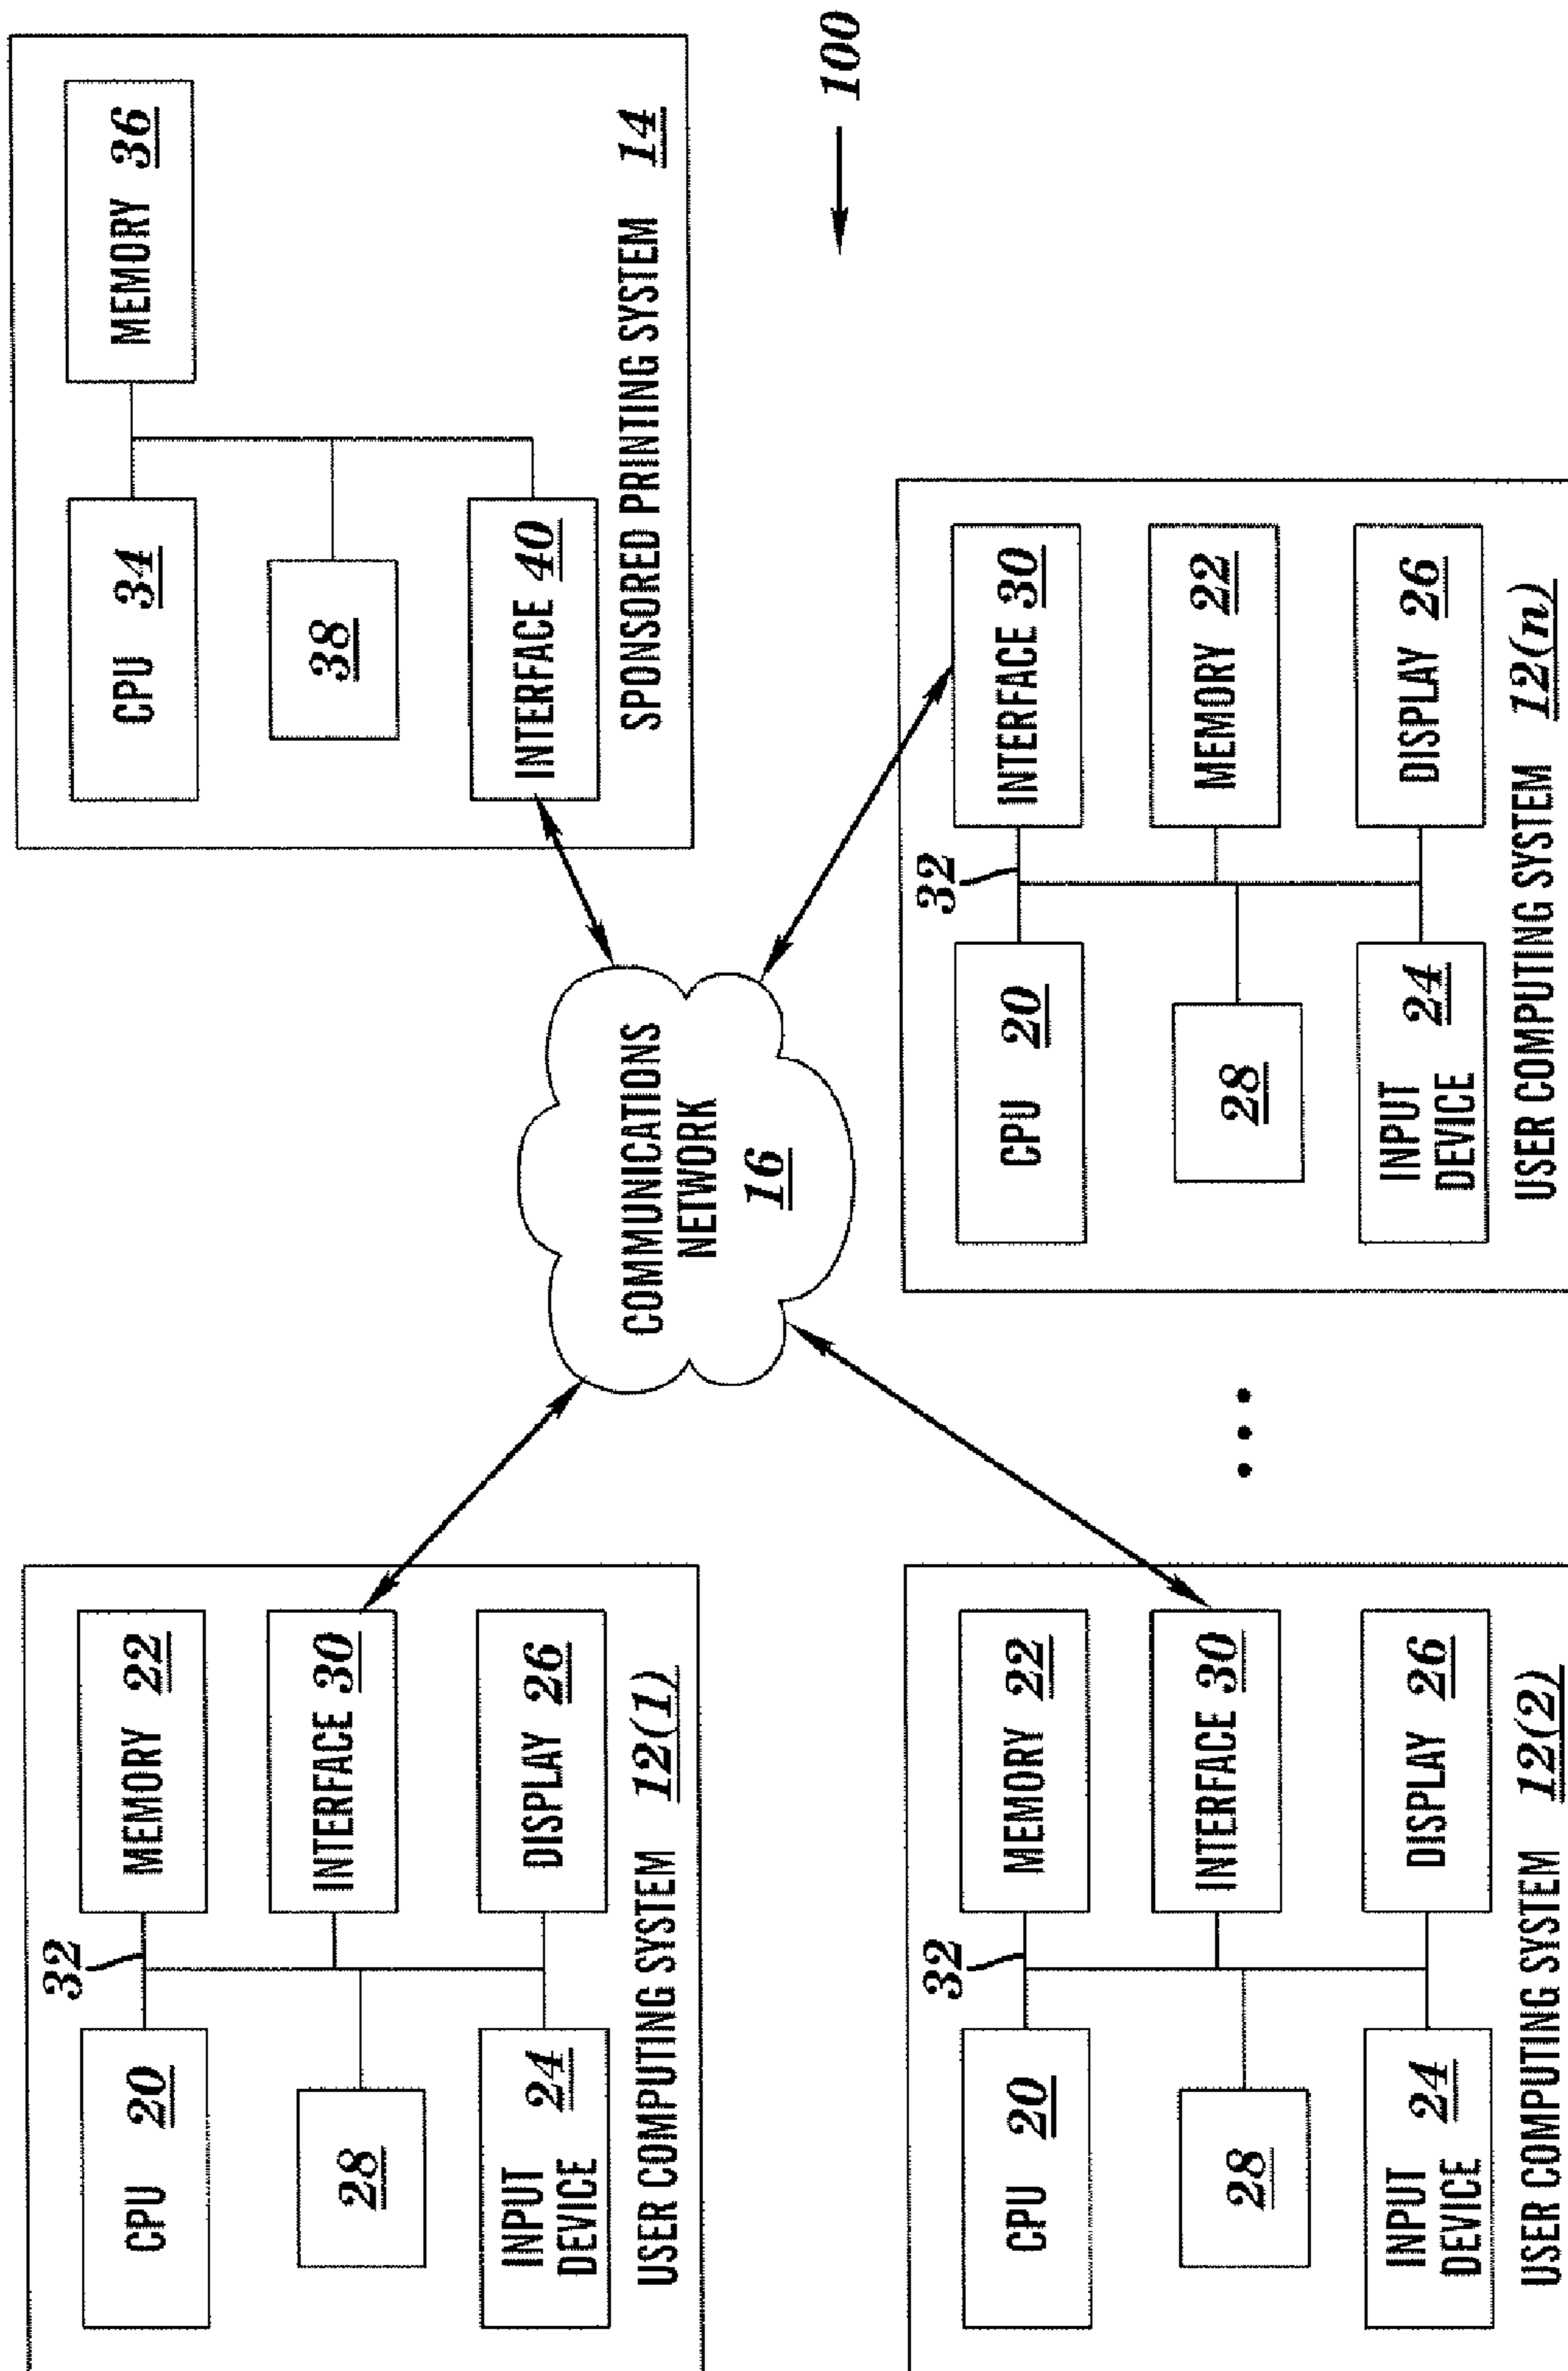 32
CPU 20
MEMORY 22
28
INTERFACE 30
INPUT
DEVICE 24
DISPLAY 26
USER COMPUTING SYSTEM 12(1)
CPU 34
MEMORY 36
38
INTERFACE 40
SPONSORED PRINTING SYSTEM 14
COMMUNICATIONS
NETWORK
16
100
32
CPU 20
MEMORY 22
28
INTERFACE 30
INPUT
DEVICE 24
DISPLAY 26
USER COMPUTING SYSTEM 12(2)
32
CPU 20
INTERFACE 30
28
MEMORY 22
INPUT
DEVICE 24
DISPLAY 26
USER COMPUTING SYSTEM 12(n)